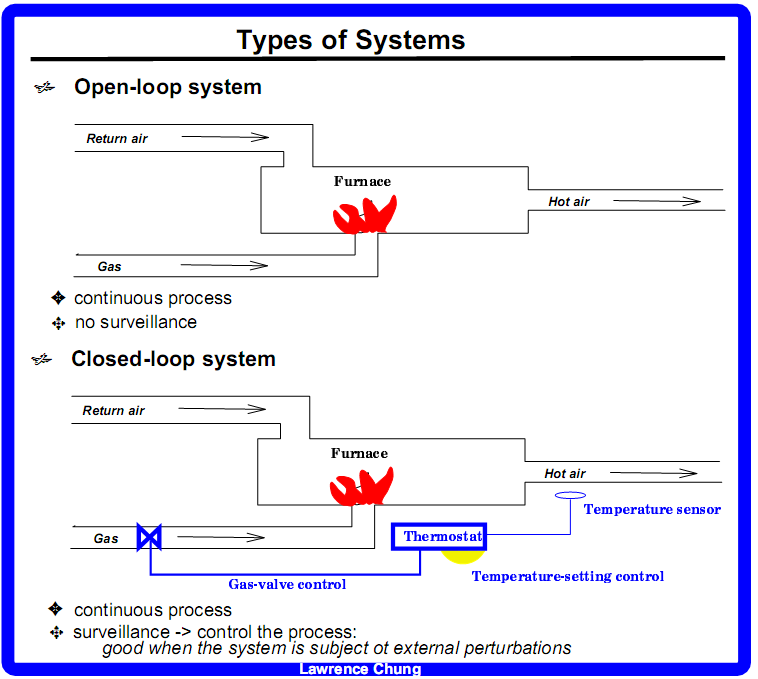 Types of Systems
Open-loop system
Return air
Furnace
Hot air
Gas
continuous process
no surveillance
Closed-loop system
Return air
Furnace
Hot air
Temperature sensor
Gas
Thermostat
Gas-valve control
Temperature-setting control
continuous process
surveillance -> control the process:
good when the system is subject ot external perturbations
Lawrence Chung